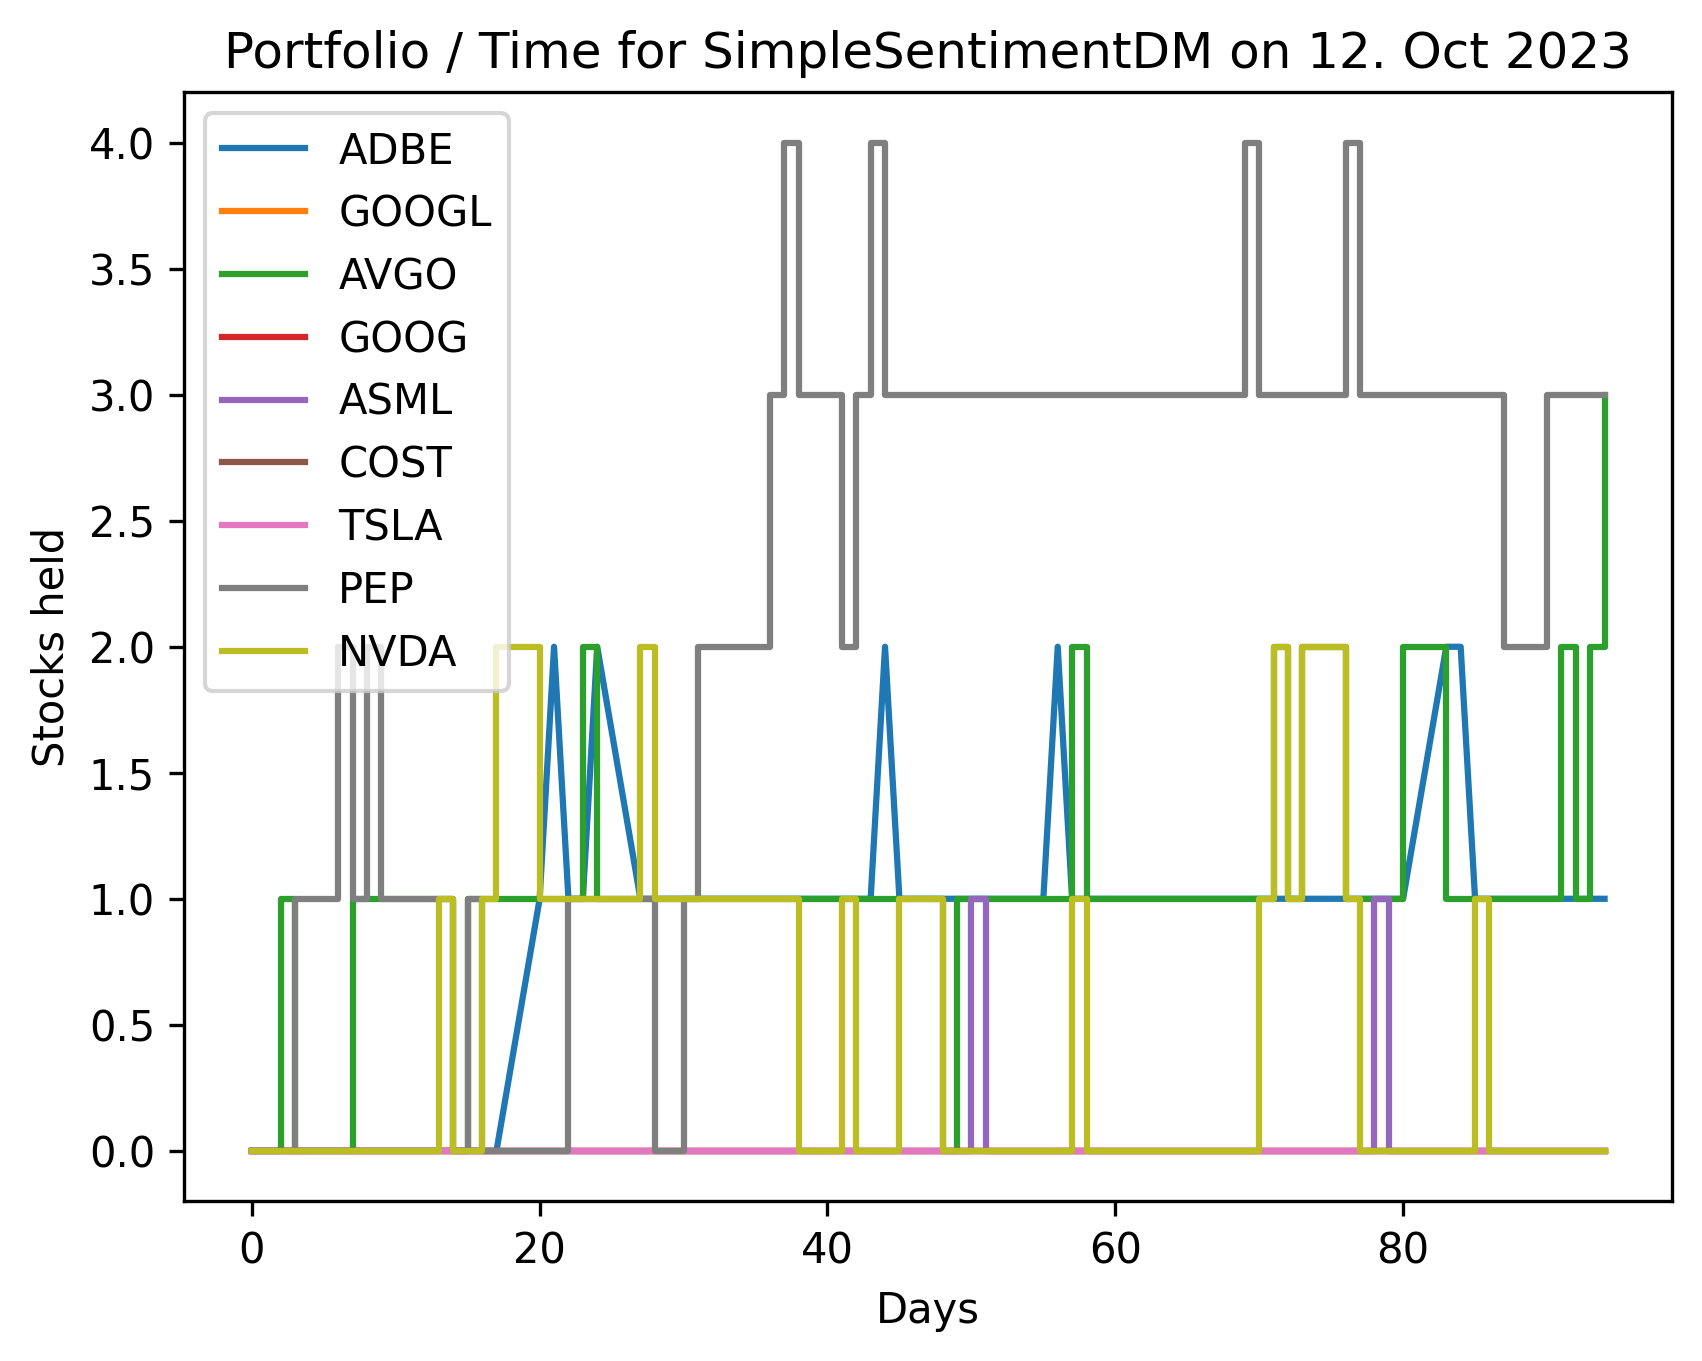 Portfolio / Time for SimpleSentimentDM on 12. Oct 2023
ADBE
GOOGL
AVGO
GOOG
ASML
COST
TSLA
PEP
NVDA
4.0
3.5
3.0
2.5
2.0
1.5
1.0
0.5
0.0
Stocks held
0 20 40 60 80
Days